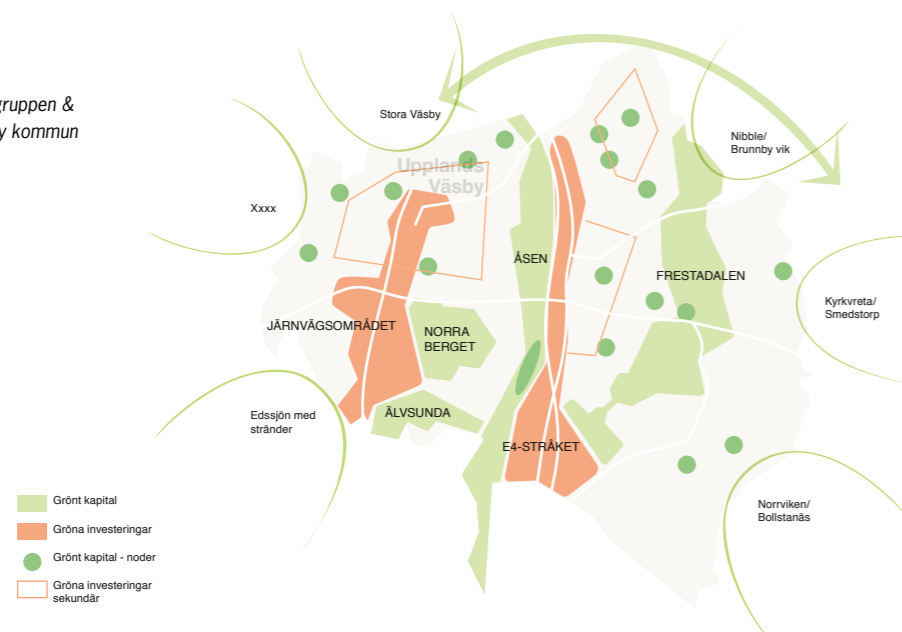 gruppen &
y kommun
Stora Väsby
Nibble/
Brunnby vik
Upplands
Väsby
Xxxx
ÅSEN
FRESTADALEN
Kyrkvreta/
Smedstorp
JÄRNVÄGSOMRÅDET
NORRA
BERGET
Edssjön med
stränder
ÄLVSUNDA
E4-STRÅKET
Norrviken/
Bollstanäs
Grönt kapital
Gröna investeringar
Grönt kapital - noder
Gröna investeringar
sekundär